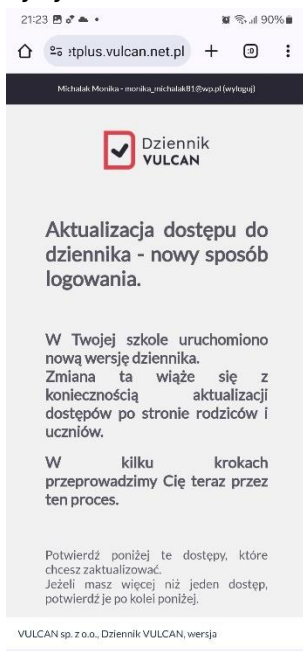 21:23
90%
etplus.vulcan.net.pl
Michalak Monika - monika_michalak81@wp.pl (wyloguj)
Dziennik
VULCAN
Aktualizacja dostępu do
dziennika - nowy sposób
logowania.
W Twojej szkole uruchomiono
nową wersję dziennika.
Zmiana ta wiąże się z
koniecznością aktualizacji
dostępów po stronie rodziców i
uczniów.
W kilku krokach
przeprowadzimy Cię teraz przez
ten proces.
Potwierdź poniżej te dostępy, które
chcesz zaktualizować.
Jeżeli masz więcej niż jeden dostęp,
potwierdź je po kolei poniżej.
VULCAN sp. z o.o., Dziennik VULCAN, wersja